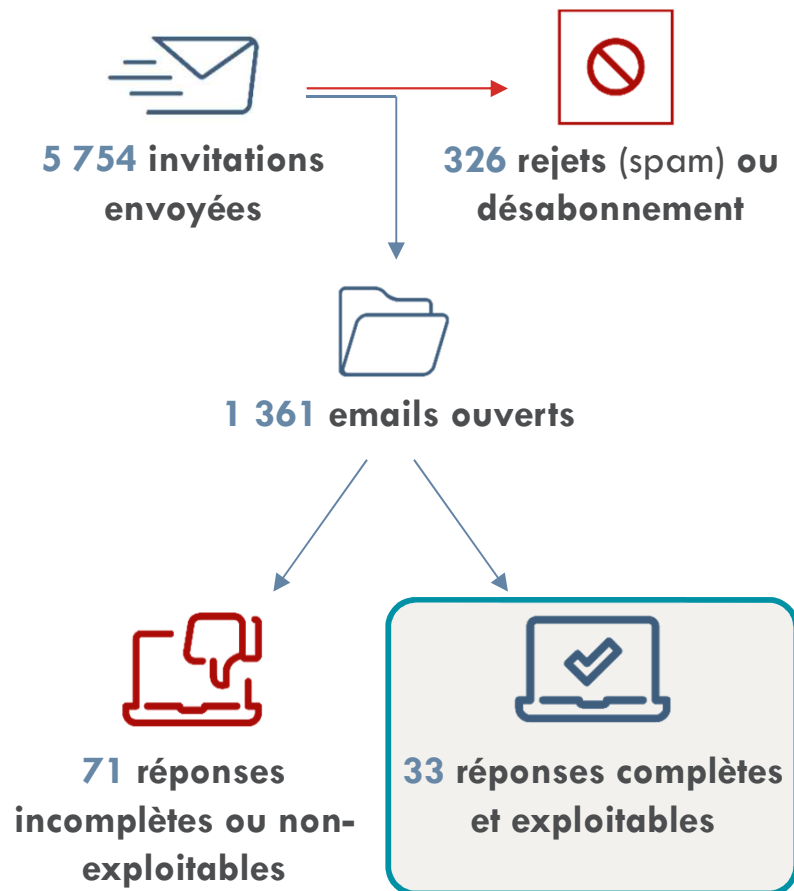 5 754 invitations
envoyées
326 rejets (spam) ou
désabonnement
1 361 emails ouverts
71 réponses
incomplètes ou non-
exploitables
33 réponses complètes
et exploitables